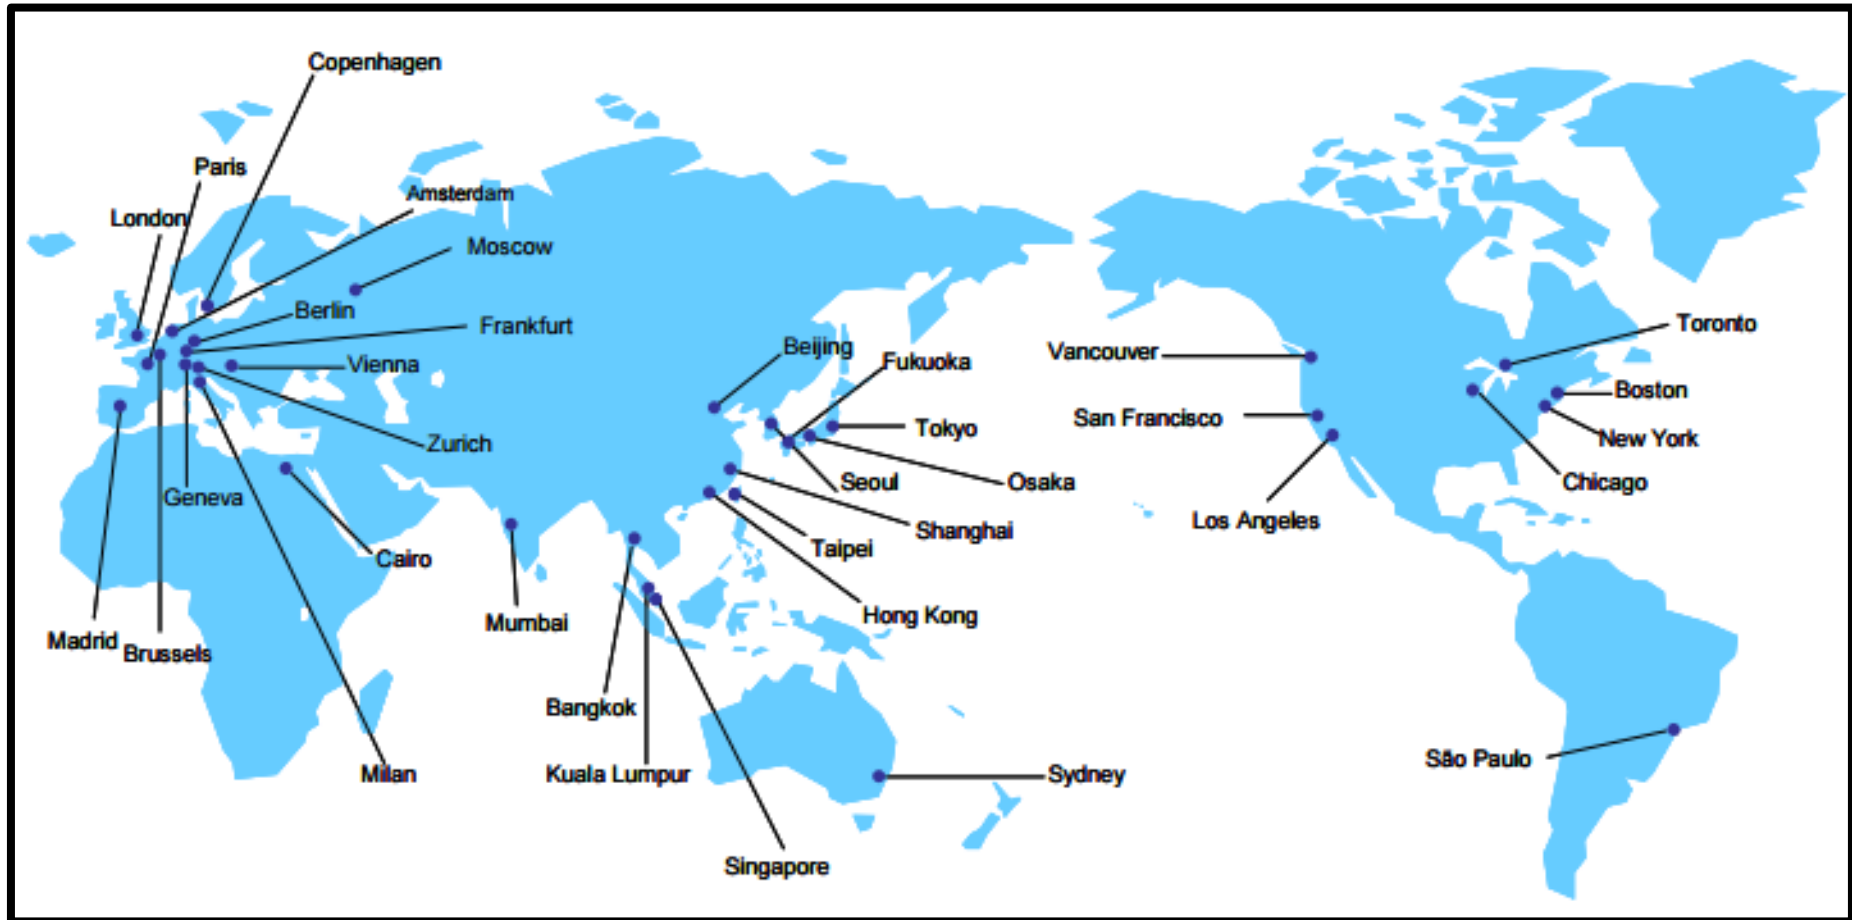 Copenhagen
Paris
Amsterdam
London
Moscow
Berlin
Frankfurt
Vienna
Zurich
Geneva
Cairo
Madrid
Brussels
Milan
Beijing
Fukuoka
Tokyo
Seoul
Osaka
Shanghai
Taipei
Hong Kong
Mumbai
Bangkok
Kuala Lumpur
Singapore
Sydney
Vancouver
San Francisco
Los Angeles
Toronto
Boston
New York
Chicago
São Paulo